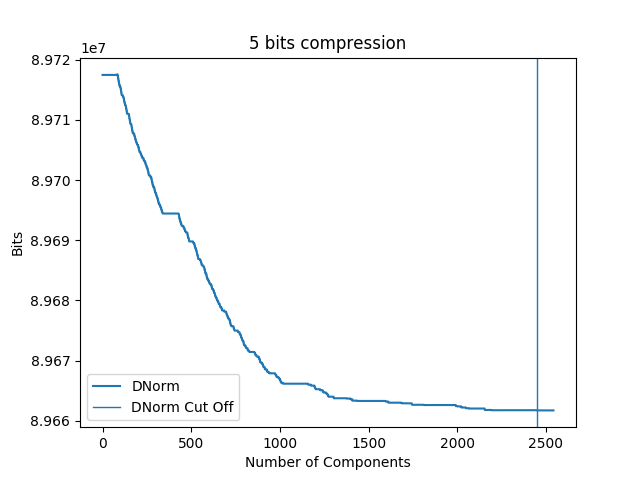 5 bits compression
1e7
8.972
8.971
8.970
8.969
8.968
8.967
8.966
Bits
DNorm
DNorm Cut Off
0 500 1000 1500 2000 2500
Number of Components